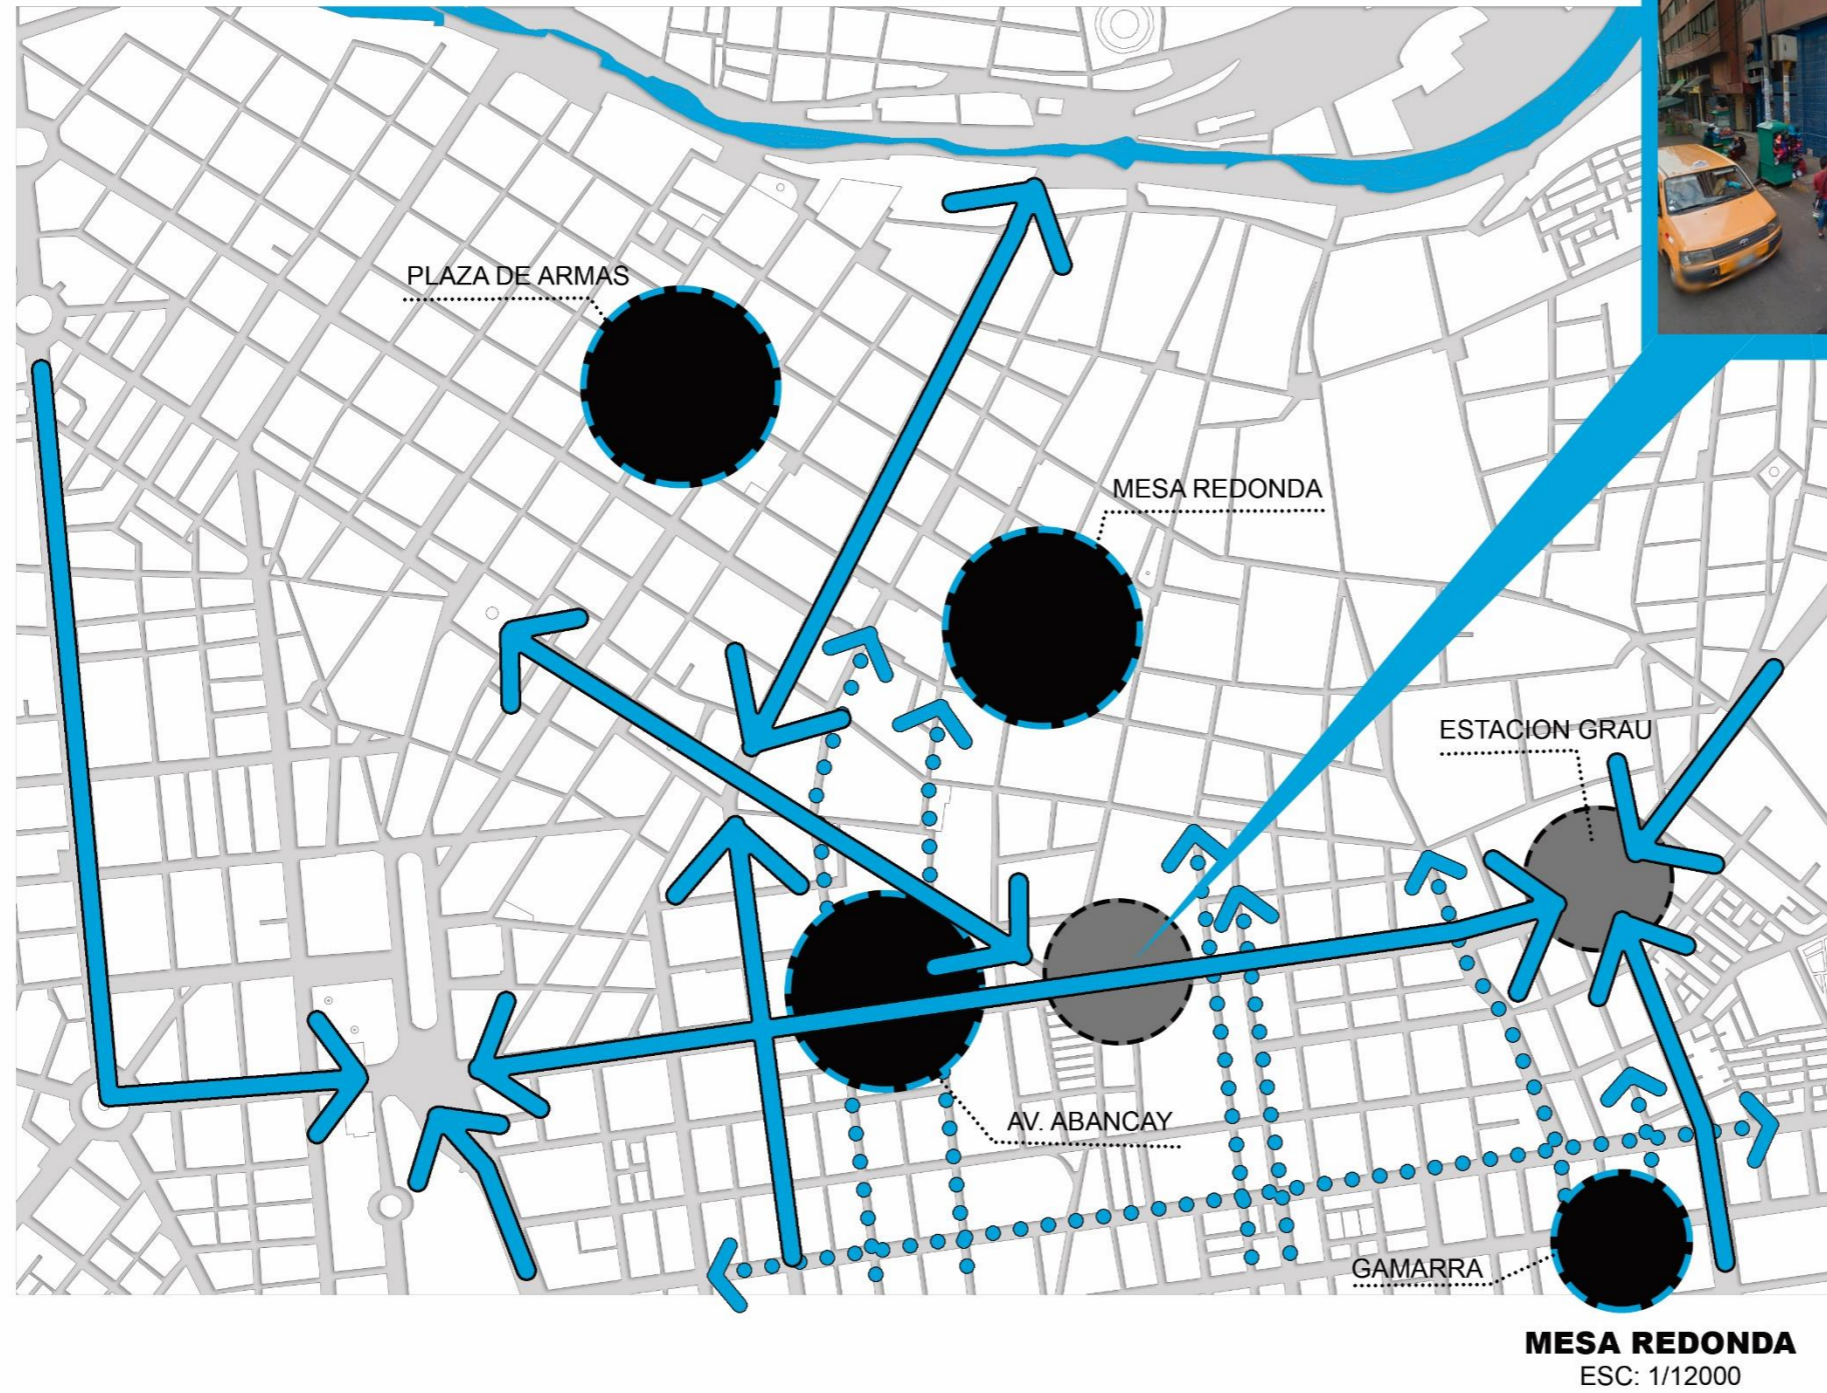 PLAZA DE ARMAS
MESA REDONDA
ESTACION GRAU
AV. ABANCAY
GAMARRA
MESA REDONDA
ESC: 1/12000